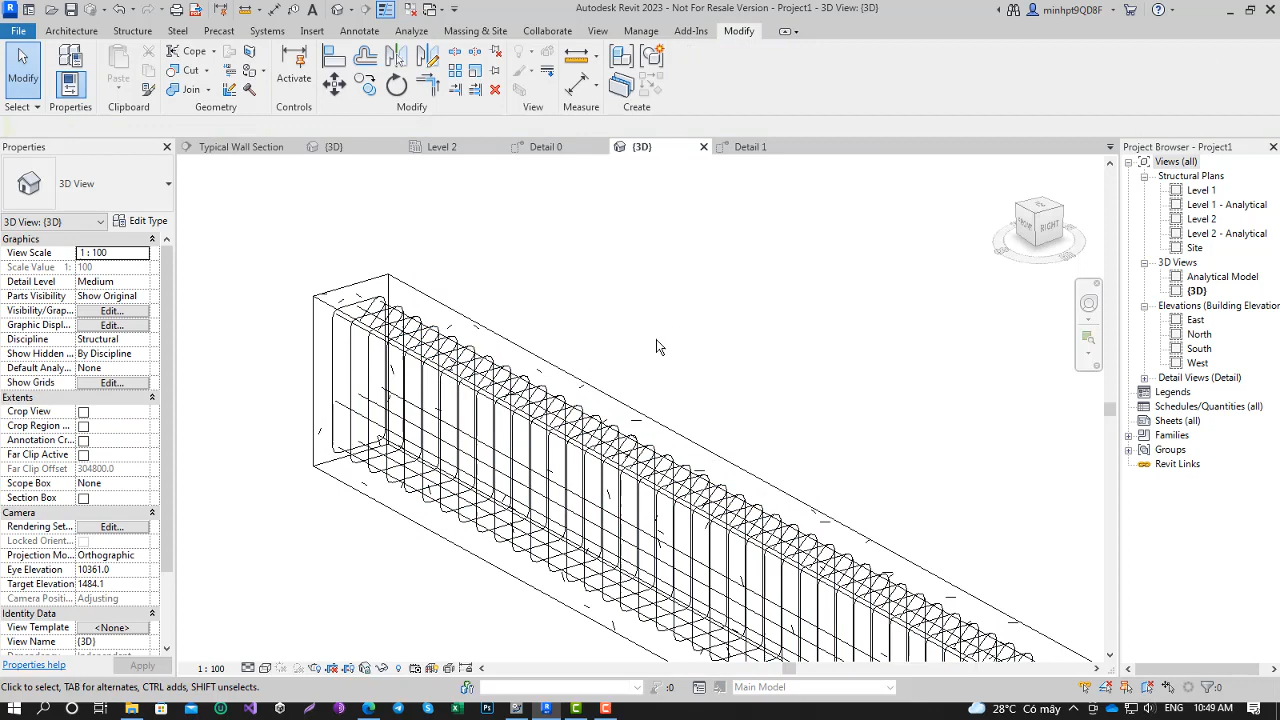 Autodesk Revit 2023 - Not For Resale Version - Project1 - 3D View: {3D}
minhpt9QD8F
File Architecture Structure Steel Precast Systems Insert Annotate Analyze Massing & Site Collaborate View Manage Add-Ins Modify
Modify Properties Paste Cope Cut Join Activate
Select Properties Clipboard Geometry Controls Modify View Measure Create
Properties
Typical Wall Section {3D} Level 2 Detail 0 {3D} Detail 1
Project Browser - Project1
3D View
3D View: {3D} Edit Type
Graphics
View Scale 1 : 100
Scale Value 1: 100
Detail Level Medium
Parts Visibility Show Original
Visibility/Grap... Edit...
Graphic Displ... Edit...
Discipline Structural
Show Hidden ... By Discipline
Default Analy... None
Show Grids Edit...
Extents
Crop View
Crop Region ...
Annotation Cr...
Far Clip Active
Far Clip Offset 304800.0
Scope Box None
Section Box
Camera
Rendering Set... Edit...
Locked Orient...
Projection Mo... Orthographic
Eye Elevation 10361.0
Target Elevation 1484.1
Camera Positi... Adjusting
Identity Data
View Template <None>
View Name {3D}
Properties help Apply
FRONT RIGHT
Views (all)
Structural Plans
Level 1
Level 1 - Analytical
Level 2
Level 2 - Analytical
Site
3D Views
Analytical Model
{3D}
Elevations (Building Elevation
East
North
South
West
Detail Views (Detail)
Legends
Schedules/Quantities (all)
Sheets (all)
Families
Groups
Revit Links
1 : 100
Click to select, TAB for alternates, CTRL adds, SHIFT unselects.
:0 Main Model :0
28°C Có mây ENG 10:49 AM